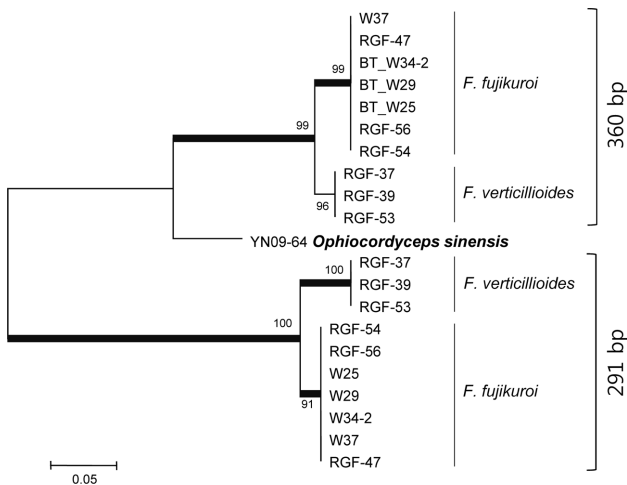 W37
RGF-47
BT_W34-2
BT_W29
BT_W25
RGF-56
RGF-54
99
F. fujikuroi
360 bp
99
RGF-37
RGF-39
RGF-53
96
F. verticillioides
YN09-64 Ophiocordyceps sinensis
RGF-37
RGF-39
RGF-53
100
F. verticillioides
291 bp
100
RGF-54
RGF-56
W25
W29
W34-2
W37
RGF-47
91
F. fujikuroi
0.05